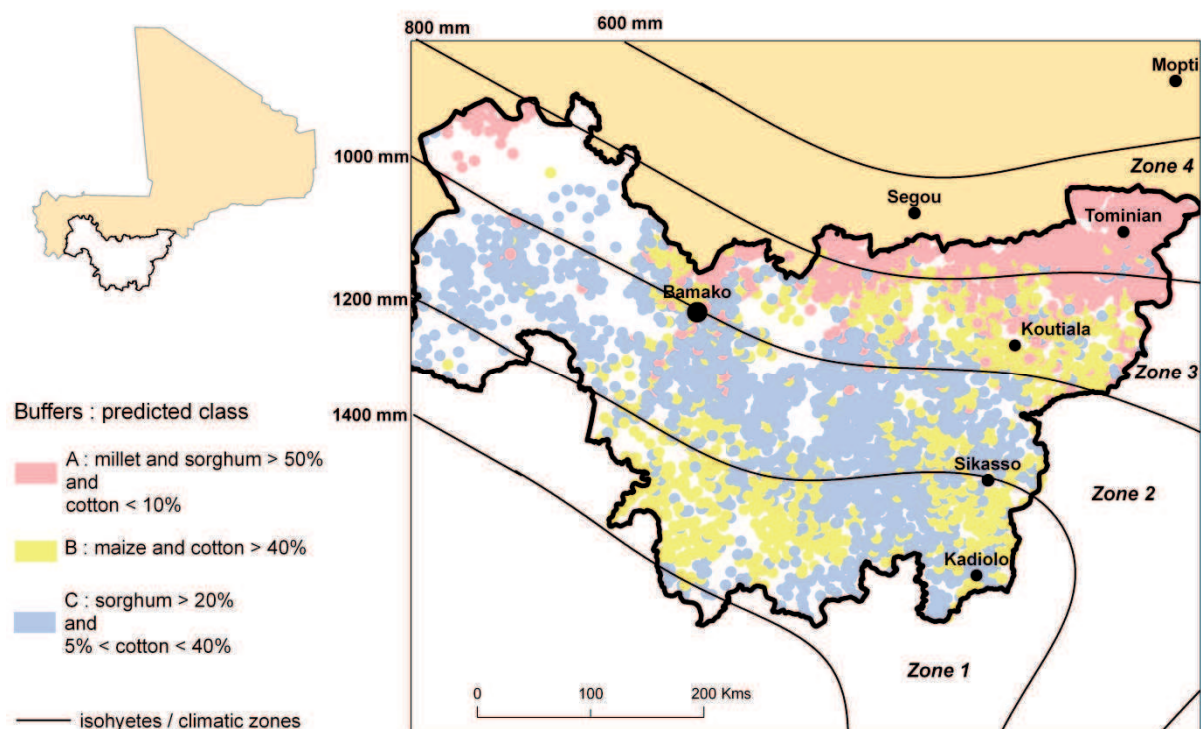 800 mm
600 mm
Mopti
1000 mm
Zone 4
Segou
Tominian
1200 mm
Bamako
Koutiala
Zone 3
1400 mm
Sikasso
Zone 2
Kadiolo
Zone 1
Buffers : predicted class
A : millet and sorghum > 50%
and
cotton < 10%
B : maize and cotton > 40%
C : sorghum > 20%
and
5% < cotton < 40%
isohyetes / climatic zones
0 100 200 Kms